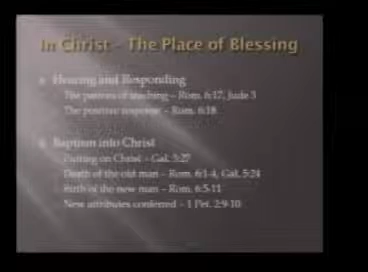 In Christ – The Place of Blessing
Hearing and Responding
The pattern of teaching – Rom. 6:17, Jude 3
The positive response – Rom. 6:18
Baptism into Christ
Putting on Christ – Gal. 3:27
Death of the old man – Rom. 6:1-4, Gal. 5:24
Birth of the new man – Rom. 6:5-11
New attributes conferred – 1 Pet. 2:9-10